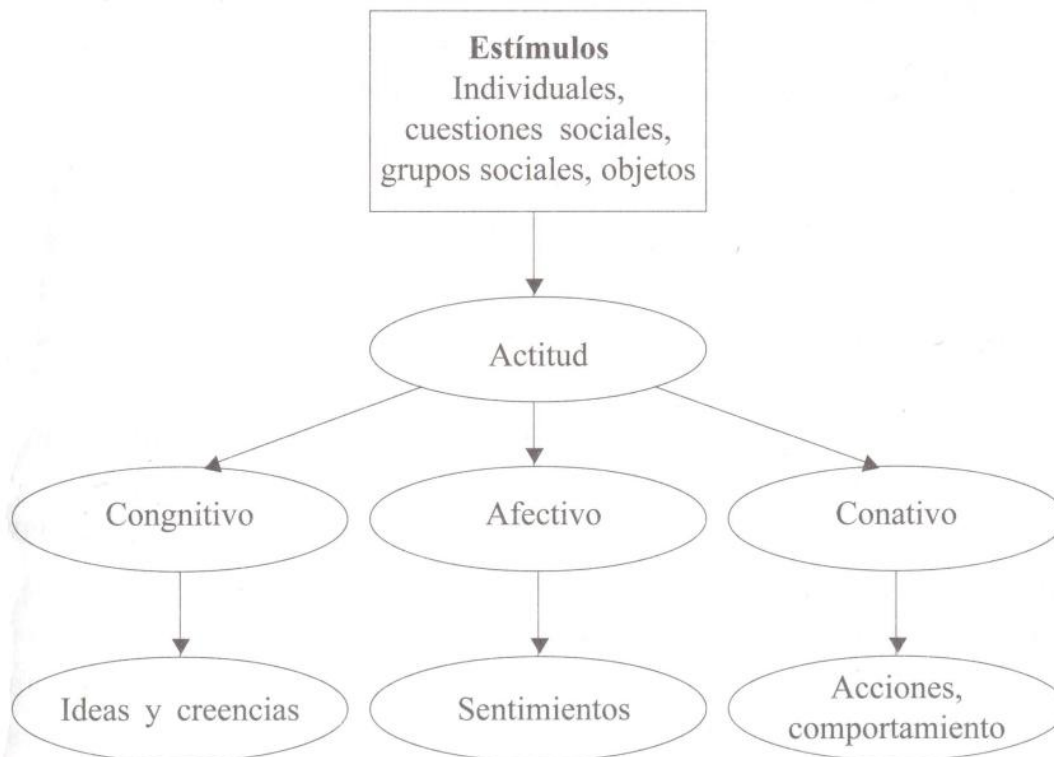 Estímulos
Individuales,
cuestiones sociales,
grupos sociales, objetos
Actitud
Congnitivo
Afectivo
Conativo
Ideas y creencias
Sentimientos
Acciones,
comportamiento